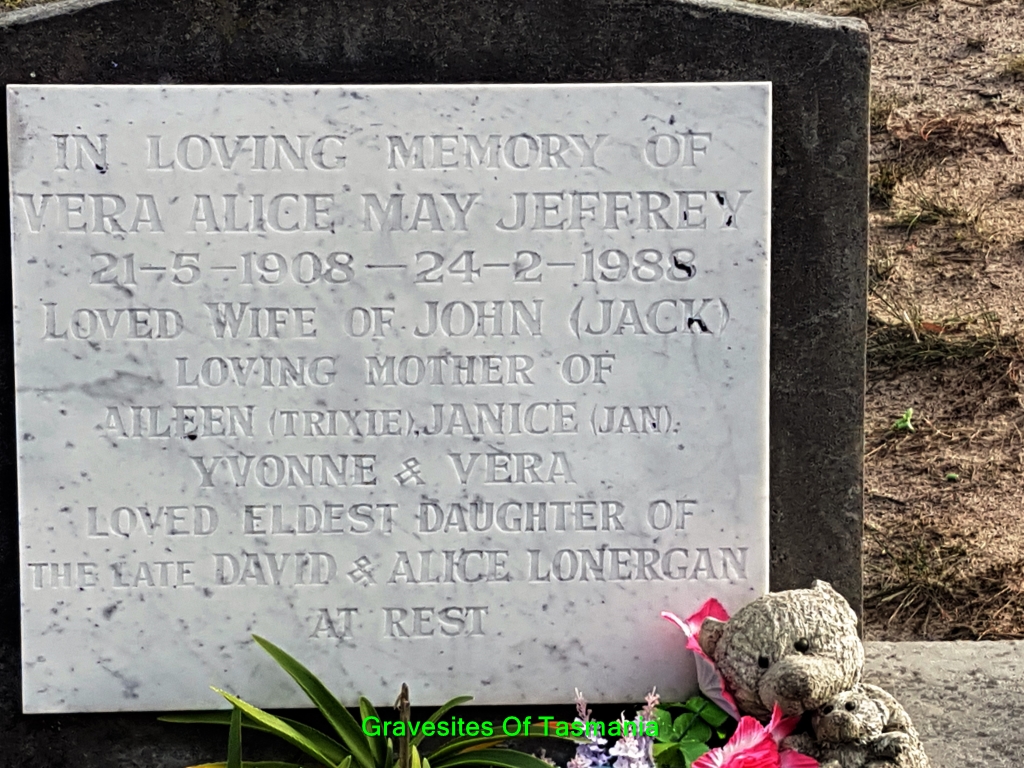 IN LOVING MEMORY OF
VERA ALICE MAY JEFFREY
21-5-1908-24-2-1988
LOVED WIFE OF JOHN (JACK)
LOVING MOTHER OF
AILEEN (TRIXIE), JANICE (JAN),
YVONNE & VERA
LOVED ELDEST DAUGHTER OF
THE LATE DAVID & ALICE LONERGAN
AT REST
Gravesites Of Tasmania